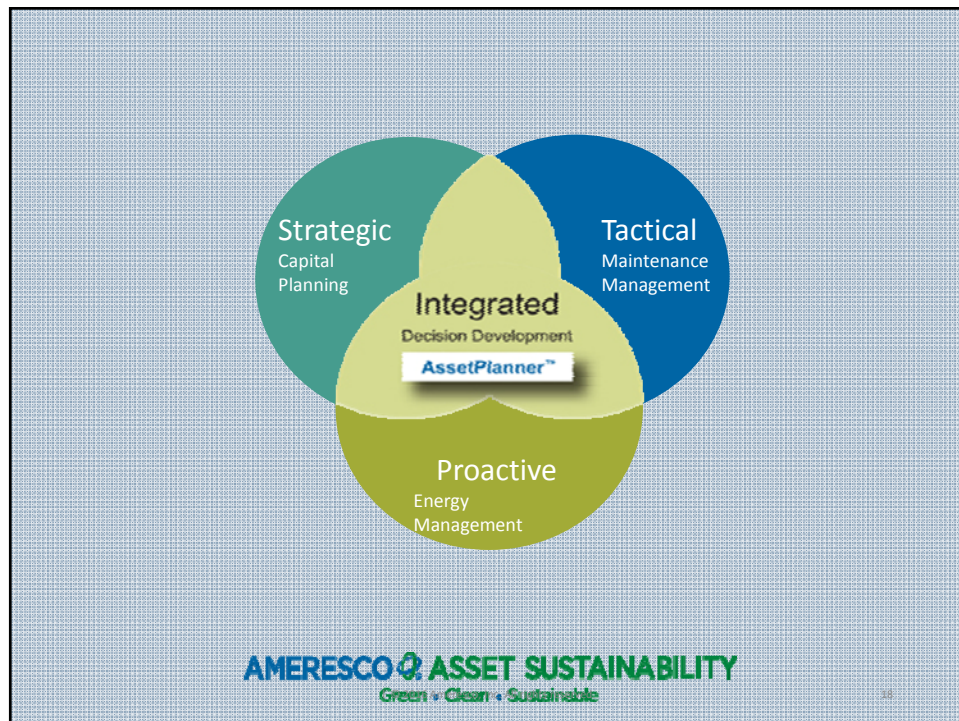 Strategic
Capital
Planning
Tactical
Maintenance
Management
Integrated
Decision Development
AssetPlanner™
Proactive
Energy
Management
AMERESCO ASSET SUSTAINABILITY
Green • Clean • Sustainable
18